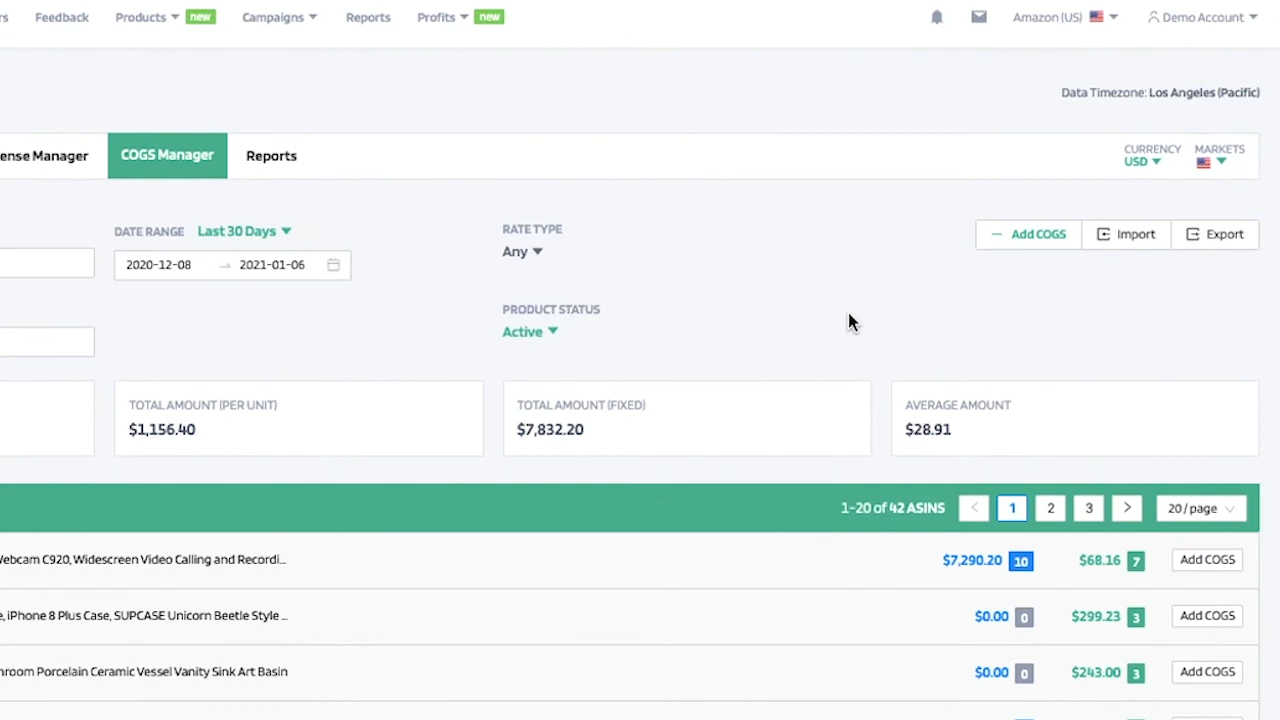 Feedback
Products new
Campaigns
Reports
Profits new
Amazon (US)
Demo Account
Data Timezone: Los Angeles (Pacific)
COGS Manager
Reports
CURRENCY
USD
MARKETS
DATE RANGE Last 30 Days
2020-12-08 → 2021-01-06
RATE TYPE
Any
PRODUCT STATUS
Active
Add COGS
Import
Export
TOTAL AMOUNT (PER UNIT)
$1,156.40
TOTAL AMOUNT (FIXED)
$7,832.20
AVERAGE AMOUNT
$28.91
1-20 of 42 ASINS < 1 2 3 > 20 / page
Webcam C920, Widescreen Video Calling and Recordi... $7,290.20 10 $68.16 7 Add COGS
, iPhone 8 Plus Case, SUPCASE Unicorn Beetle Style ... $0.00 0 $299.23 3 Add COGS
Porcelain Ceramic Vessel Vanity Sink Art Basin $0.00 0 $243.00 3 Add COGS